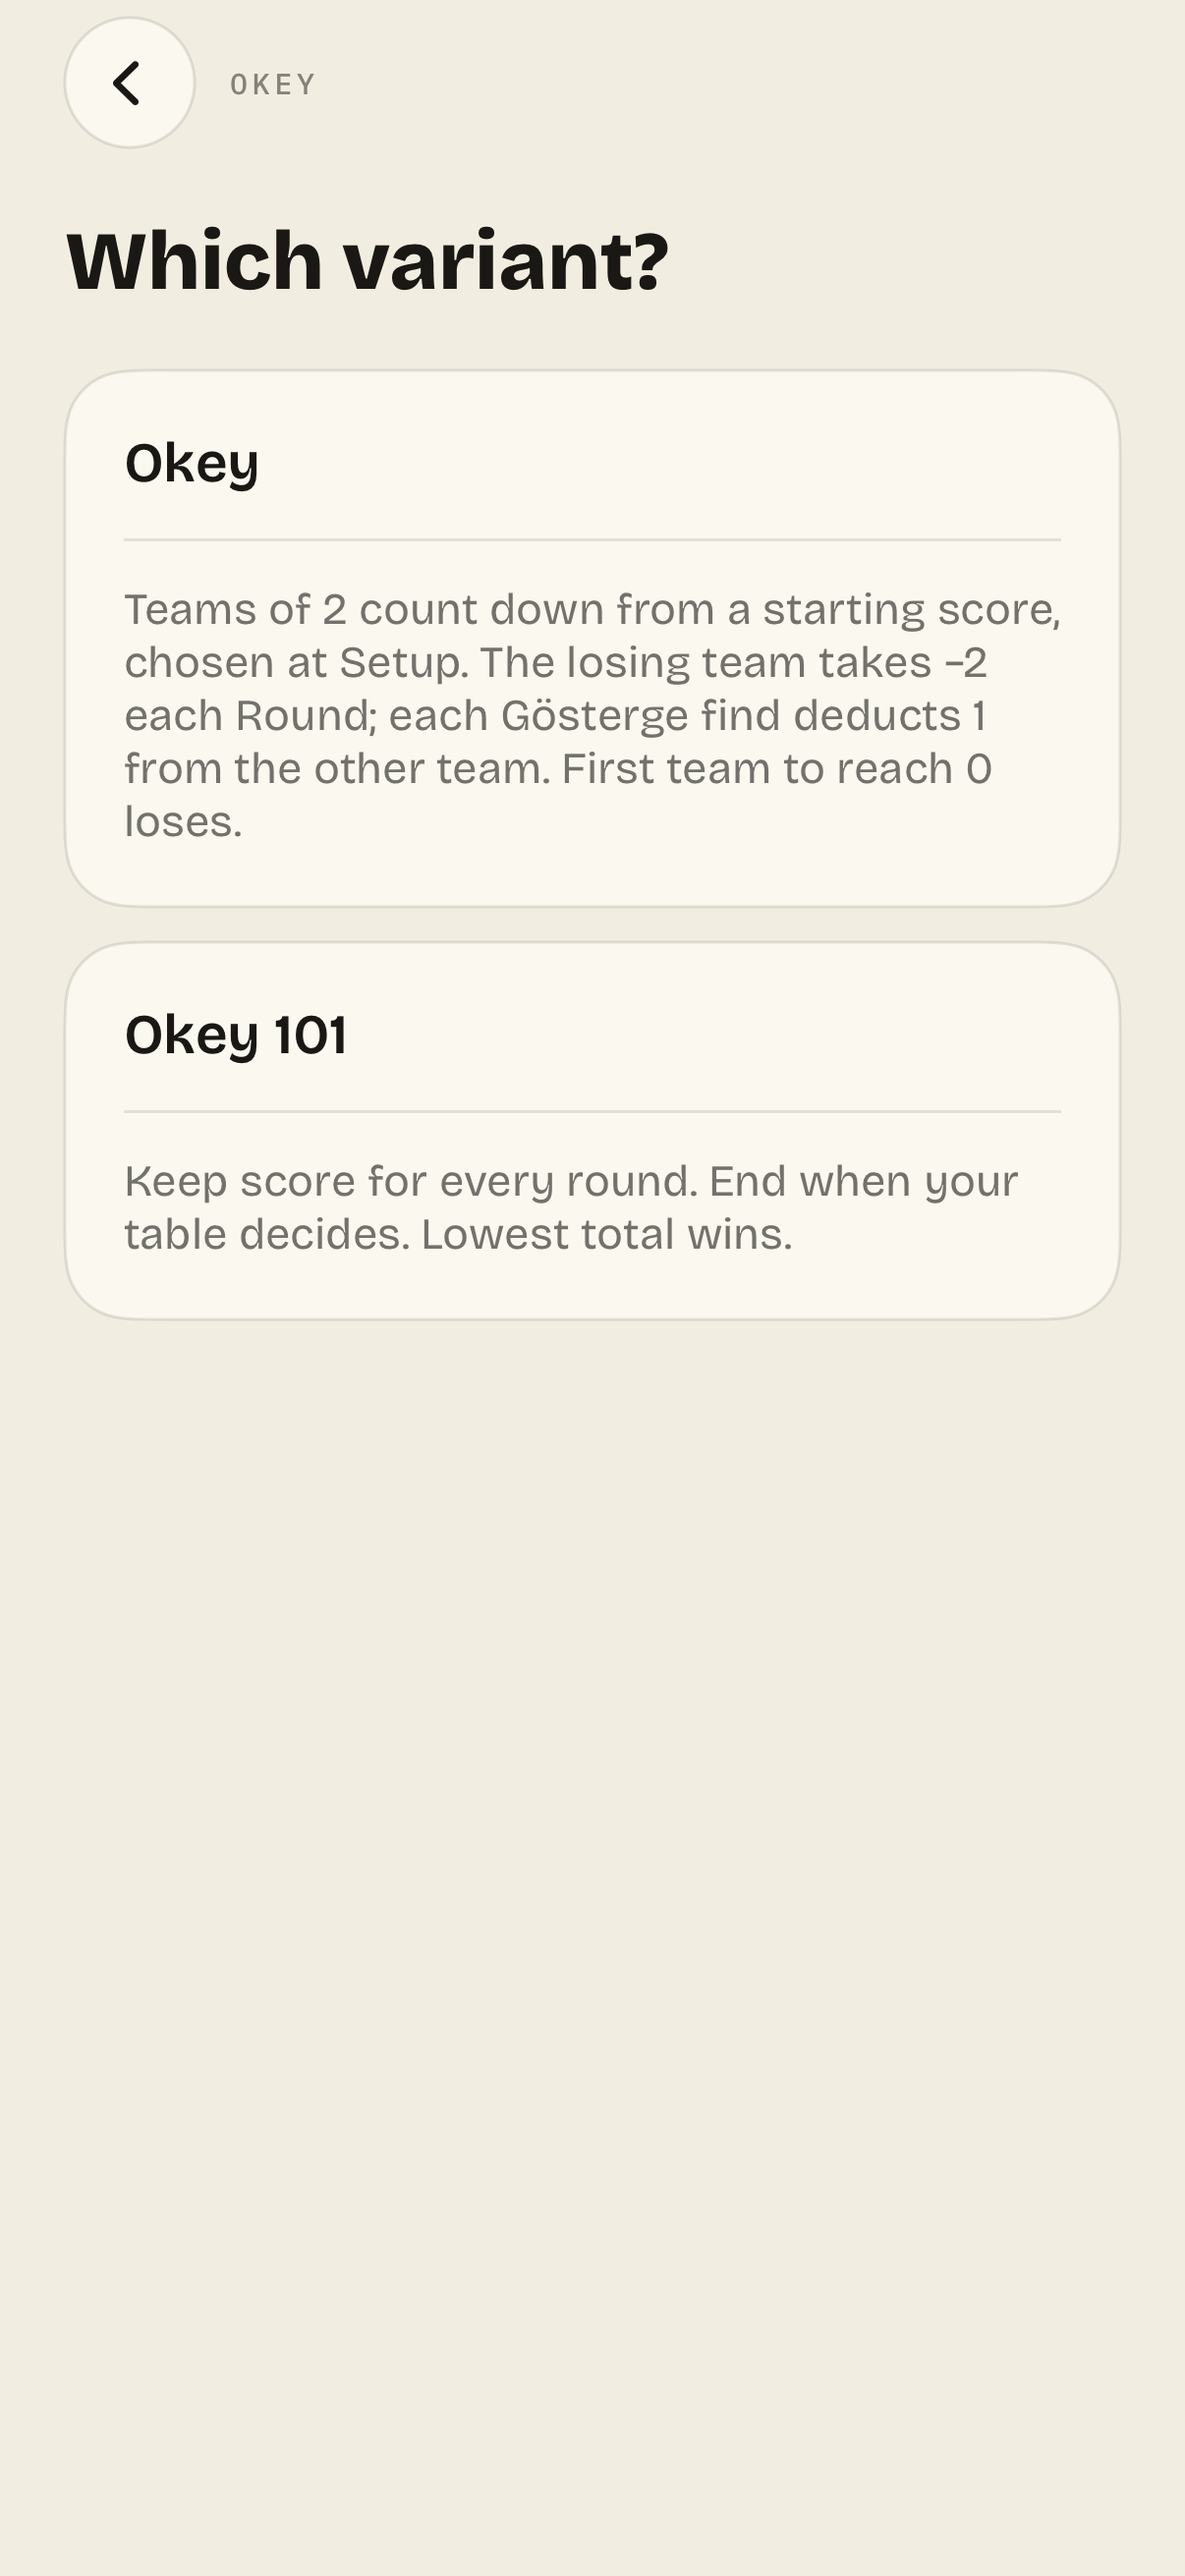 OKEY
Which variant?
Okey
Teams of 2 count down from a starting score,
chosen at Setup. The losing team takes −2
each Round; each Gösterge find deducts 1
from the other team. First team to reach 0
loses.
Okey 101
Keep score for every round. End when your
table decides. Lowest total wins.